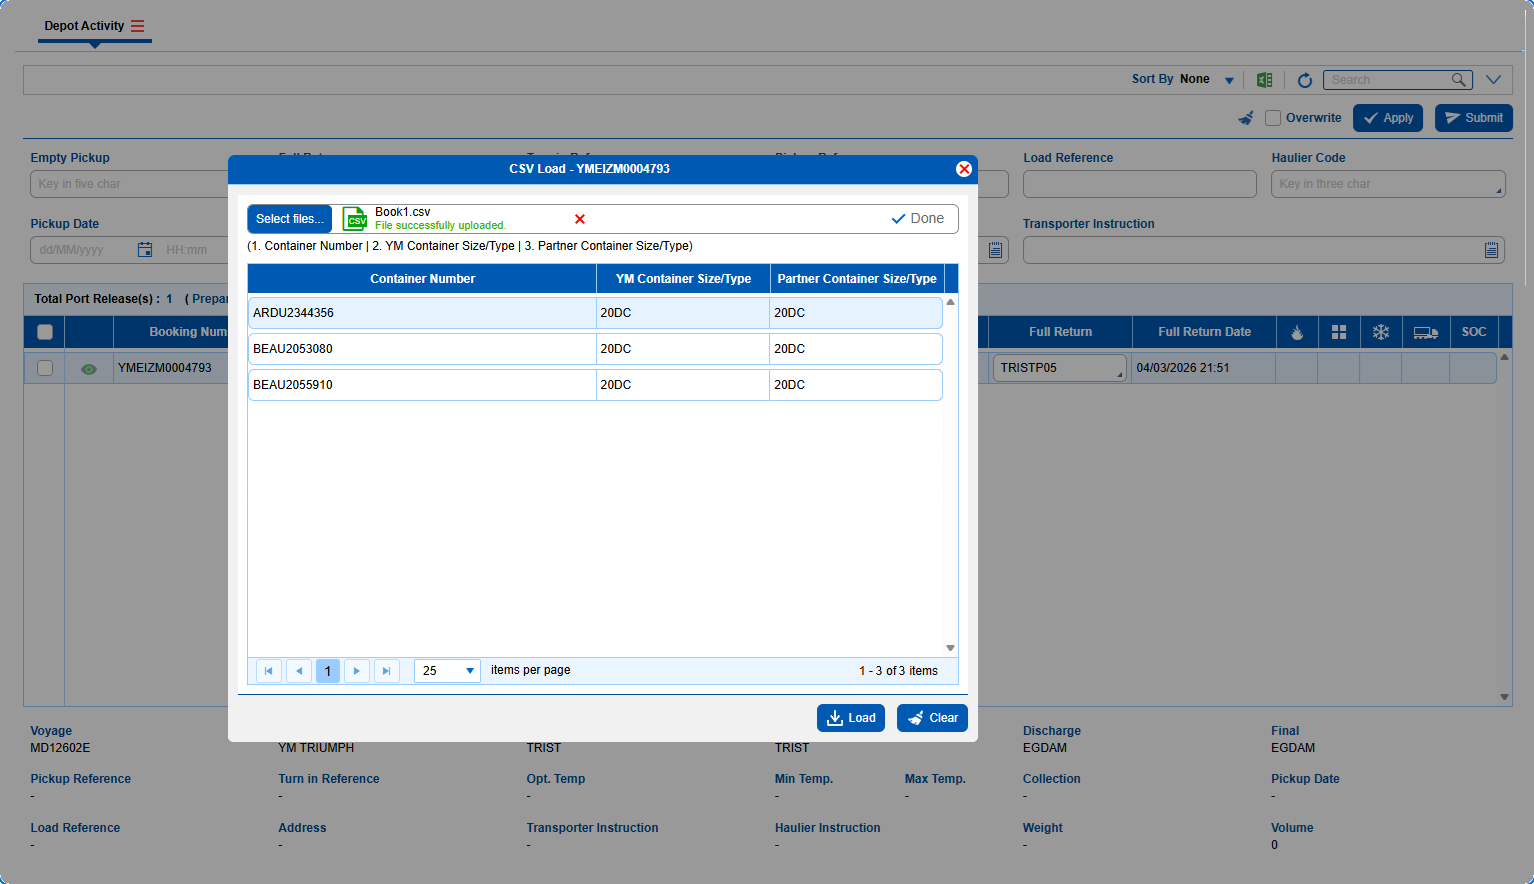 Depot Activity
Sort By None
Search
Overwrite Apply Submit
Empty Pickup
Load Reference
Haulier Code
Key in five char
Key in three char
Pickup Date
Transporter Instruction
dd/MM/yyyy HH:mm
CSV Load - YMEIZM0004793
Select files...
CSV
Book1.csv
File successfully uploaded.
Done
(1. Container Number | 2. YM Container Size/Type | 3. Partner Container Size/Type)
Container Number YM Container Size/Type Partner Container Size/Type
ARDU2344356 20DC 20DC
BEAU2053080 20DC 20DC
BEAU2055910 20DC 20DC
1 25 items per page 1 - 3 of 3 items
Load Clear
Total Port Release(s) : 1 ( Prepar
Booking Num Full Return Full Return Date SOC
YMEIZM0004793 TRISTP05 04/03/2026 21:51
Voyage Discharge Final
MD12602E YM TRIUMPH TRIST TRIST EGDAM EGDAM
Pickup Reference Turn in Reference Opt. Temp Min Temp. Max Temp. Collection Pickup Date
- - - - - - -
Load Reference Address Transporter Instruction Haulier Instruction Weight Volume
- - - - - 0